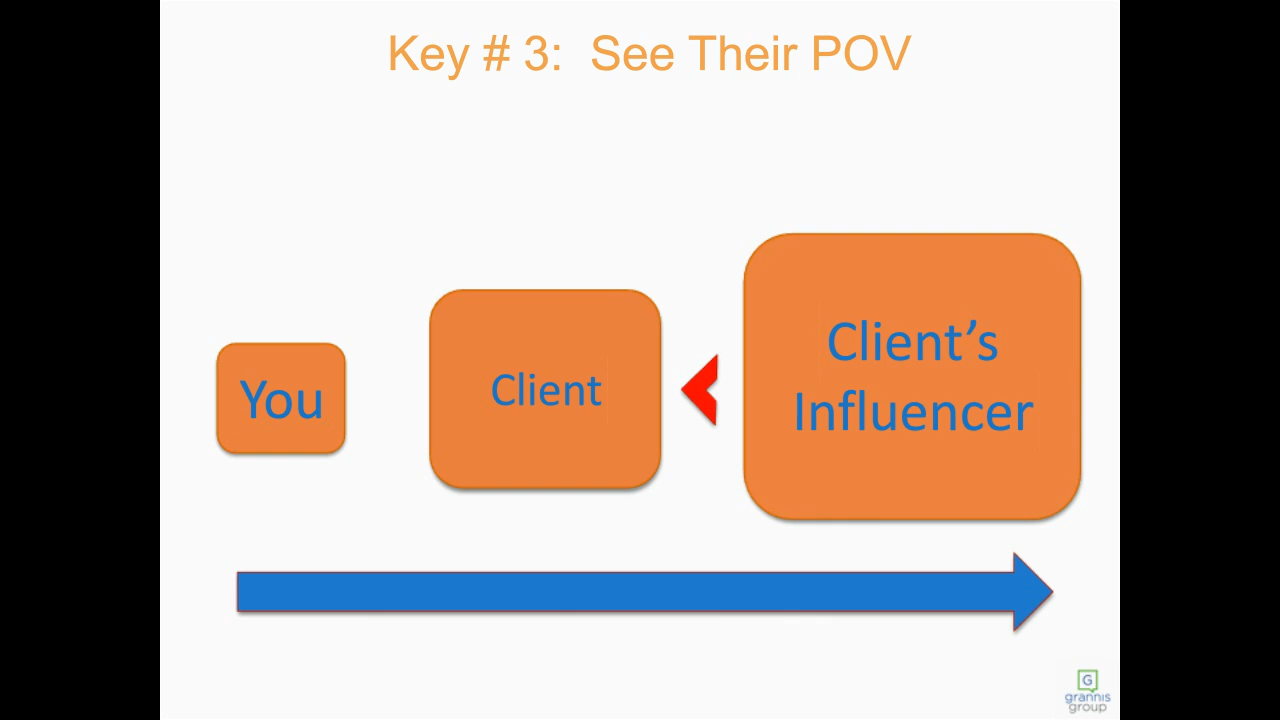 Key # 3:  See Their POV
You
Client
Client’s
Influencer
G
grannis
group